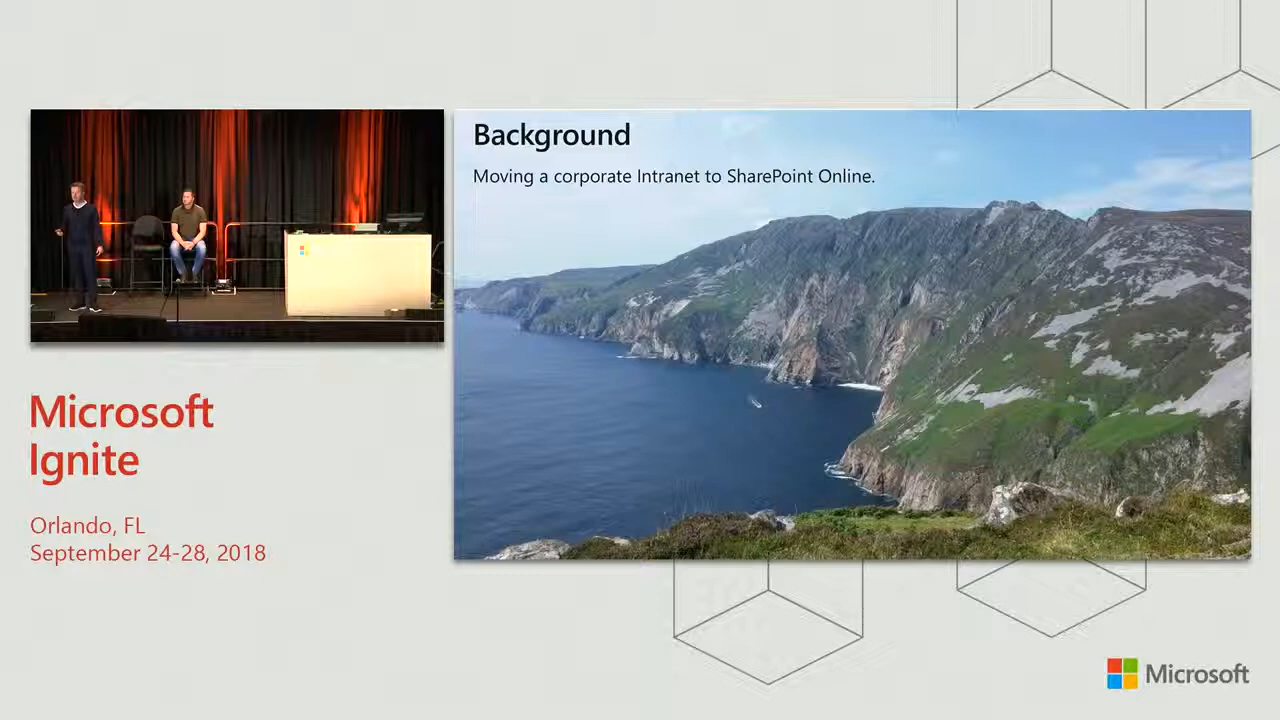 Background
Moving a corporate Intranet to SharePoint Online.
Microsoft
Ignite
Orlando, FL
September 24-28, 2018
Microsoft